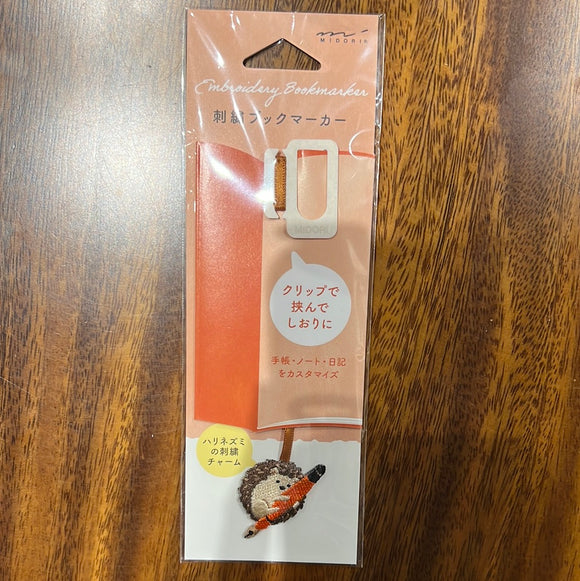 MIDORI
Embroidery Bookmarker
刺繍ブックマーカー
MIDORI
クリップで
挟んで
しおりに
手帳・ノート・日記
をカスタマイズ
ハリネズミ
の刺繍
チャーム